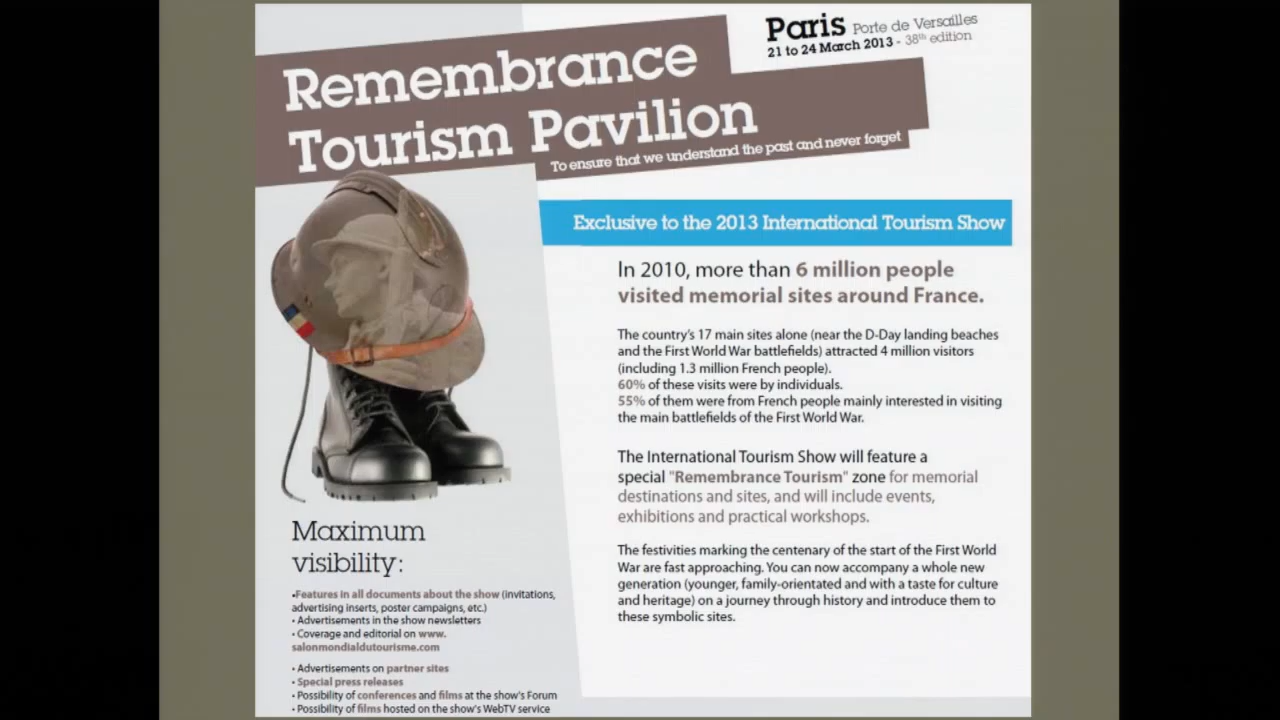 Paris Porte de Versailles
21 to 24 March 2013 - 38th edition
Remembrance
Tourism Pavilion
To ensure that we understand the past and never forget
Exclusive to the 2013 International Tourism Show
In 2010, more than 6 million people
visited memorial sites around France.
The country's 17 main sites alone (near the D-Day landing beaches
and the First World War battlefields) attracted 4 million visitors
(including 1.3 million French people).
60% of these visits were by individuals.
55% of them were from French people mainly interested in visiting
the main battlefields of the First World War.
The International Tourism Show will feature a
special "Remembrance Tourism" zone for memorial
destinations and sites, and will include events,
exhibitions and practical workshops.
The festivities marking the centenary of the start of the First World
War are fast approaching. You can now accompany a whole new
generation (younger, family-orientated and with a taste for culture
and heritage) on a journey through history and introduce them to
these symbolic sites.
Maximum
visibility:
•Features in all documents about the show (invitations,
advertising inserts, poster campaigns, etc.)
• Advertisements in the show newsletters
• Coverage and editorial on www.
salonmondialdutourisme.com
• Advertisements on partner sites
• Special press releases
• Possibility of conferences and films at the show's Forum
• Possibility of films hosted on the show's WebTV service